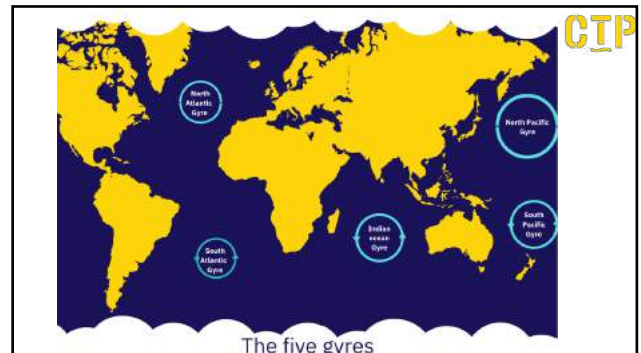 CTP
North
Atlantic
Gyre
North Pacific
Gyre
South
Atlantic
Gyre
Indian
ocean
Gyre
South
Pacific
Gyre
The five gyres